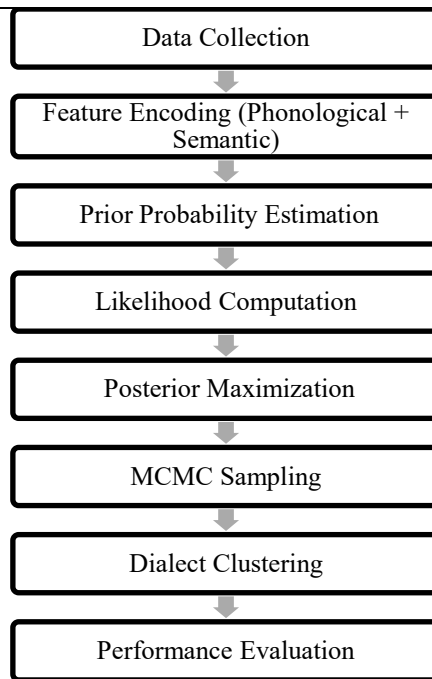 Data Collection
Feature Encoding (Phonological +
Semantic)
Prior Probability Estimation
Likelihood Computation
Posterior Maximization
MCMC Sampling
Dialect Clustering
Performance Evaluation